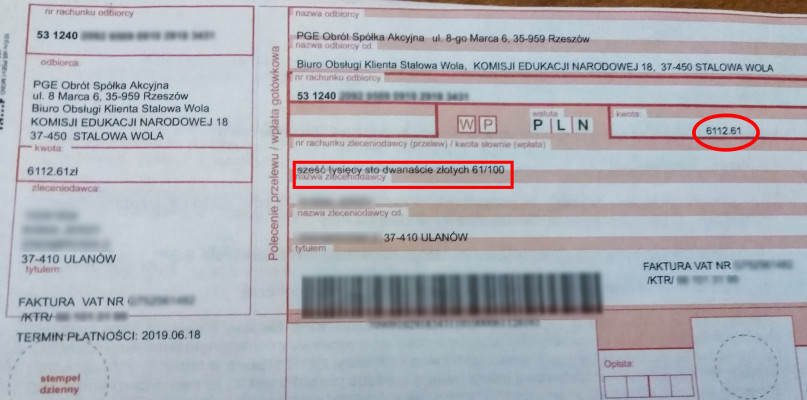 nr rachunku odbiorcy
53 1240
odbiorca
PGE Obrót Spółka Akcyjna
ul. 8 Marca 6, 35-959 Rzeszów
Biuro Obsługi Klienta Stalowa Wola
KOMISJI EDUKACJI NARODOWEJ 18
37-450 STALOWA WOLA
kwota:
6112.61zł
zleceniodawca:
37-410 ULANÓW
tytułem:
FAKTURA VAT NR
/KTR/
TERMIN PŁATNOŚCI: 2019.06.18
stempel
dzienny
Polecenie przelewu / wpłata gotówkowa
nazwa odbiorcy
PGE Obrót Spółka Akcyjna ul. 8-go Marca 6, 35-959 Rzeszów
nazwa odbiorcy cd.
Biuro Obsługi Klienta Stalowa Wola, KOMISJI EDUKACJI NARODOWEJ 18, 37-450 STALOWA WOLA
nr rachunku odbiorcy
53 1240
W P
waluta
P L N
kwota:
6112.61
nr rachunku zleceniodawcy (przelew) / kwota słownie (wpłata)
sześć tysięcy sto dwanaście złotych 61/100
nazwa zleceniodawcy
nazwa zleceniodawcy cd.
37-410 ULANÓW
tytułem
FAKTURA VAT NR
/KTR/
Opłata: